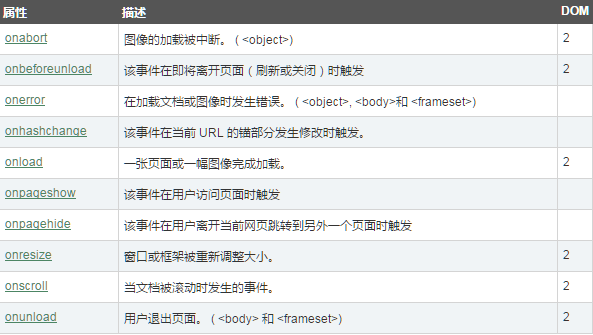 属性 描述 DOM
onabort 图像的加载被中断。 ( <object>) 2
onbeforeunload 该事件在即将离开页面（刷新或关闭）时触发 2
onerror 在加载文档或图像时发生错误。 ( <object>, <body>和 <frameset>)
onhashchange 该事件在当前 URL 的锚部分发生修改时触发。
onload 一张页面或一幅图像完成加载。 2
onpageshow 该事件在用户访问页面时触发
onpagehide 该事件在用户离开当前网页跳转到另外一个页面时触发
onresize 窗口或框架被重新调整大小。 2
onscroll 当文档被滚动时发生的事件。 2
onunload 用户退出页面。 ( <body> 和 <frameset>) 2